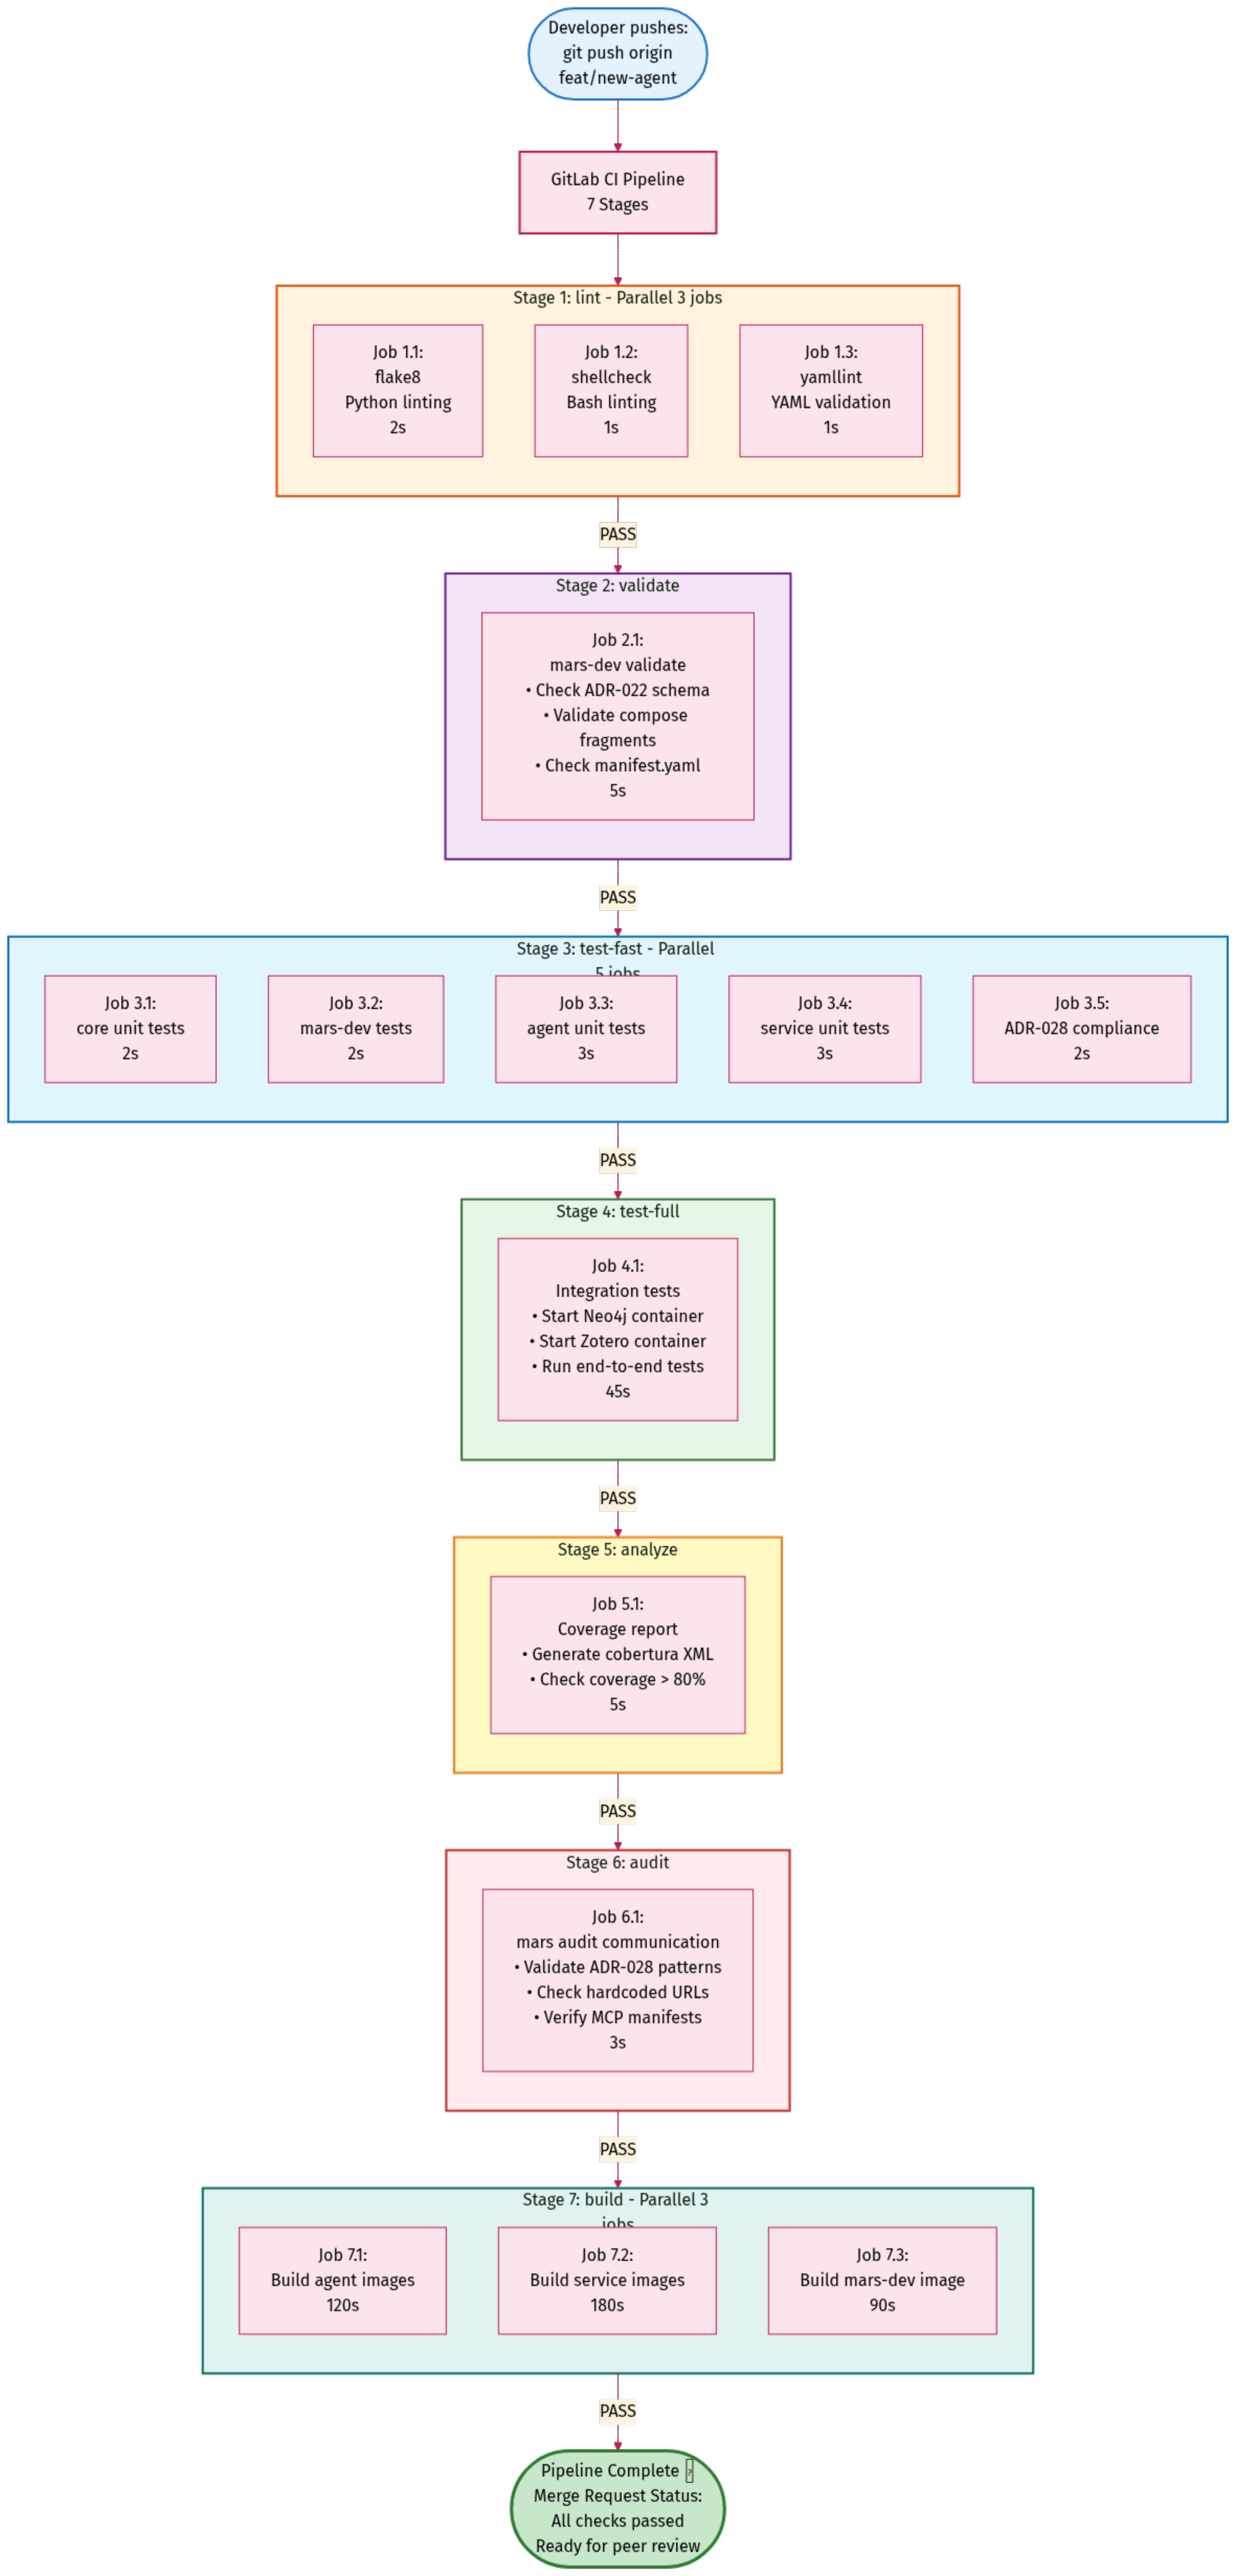 Developer pushes:
git push origin
feat/new-agent
GitLab CI Pipeline
7 Stages
Stage 1: lint - Parallel 3 jobs
Job 1.1:
flake8
Python linting
2s
Job 1.2:
shellcheck
Bash linting
1s
Job 1.3:
yamllint
YAML validation
1s
PASS
Stage 2: validate
Job 2.1:
mars-dev validate
• Check ADR-022 schema
• Validate compose
fragments
• Check manifest.yaml
5s
PASS
Stage 3: test-fast - Parallel
5 jobs
Job 3.1:
core unit tests
2s
Job 3.2:
mars-dev tests
2s
Job 3.3:
agent unit tests
3s
Job 3.4:
service unit tests
3s
Job 3.5:
ADR-028 compliance
2s
PASS
Stage 4: test-full
Job 4.1:
Integration tests
• Start Neo4j container
• Start Zotero container
• Run end-to-end tests
45s
PASS
Stage 5: analyze
Job 5.1:
Coverage report
• Generate cobertura XML
• Check coverage > 80%
5s
PASS
Stage 6: audit
Job 6.1:
mars audit communication
• Validate ADR-028 patterns
• Check hardcoded URLs
• Verify MCP manifests
3s
PASS
Stage 7: build - Parallel 3
jobs
Job 7.1:
Build agent images
120s
Job 7.2:
Build service images
180s
Job 7.3:
Build mars-dev image
90s
PASS
Pipeline Complete
Merge Request Status:
All checks passed
Ready for peer review